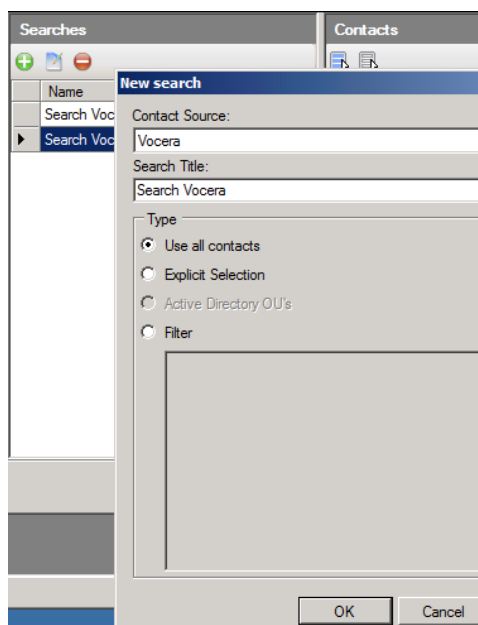 Searches
Contacts
Name
Search Voc
Search Voc
New search
Contact Source:
Vocera
Search Title:
Search Vocera
Type
Use all contacts
Explicit Selection
Active Directory OU's
Filter
OK
Cancel